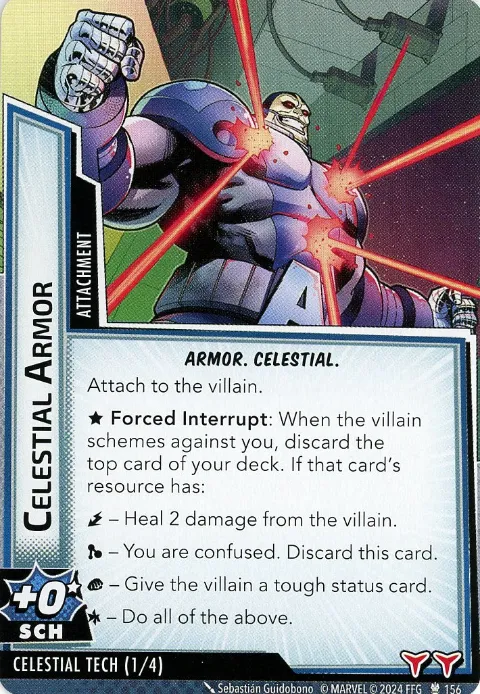 CELESTIAL ARMOR
ATTACHMENT
ARMOR. CELESTIAL.
Attach to the villain.
★ Forced Interrupt: When the villain
schemes against you, discard the
top card of your deck. If that card's
resource has:
– Heal 2 damage from the villain.
– You are confused. Discard this card.
– Give the villain a tough status card.
– Do all of the above.
+0★
SCH
CELESTIAL TECH (1/4)
Sebastián Guidobono © MARVEL © 2024 FFG 156